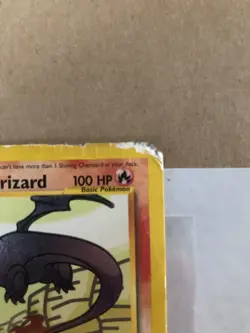 can't have more than 1 Shining Charizard in your deck.
rizard 100 HP
Basic Pokémon